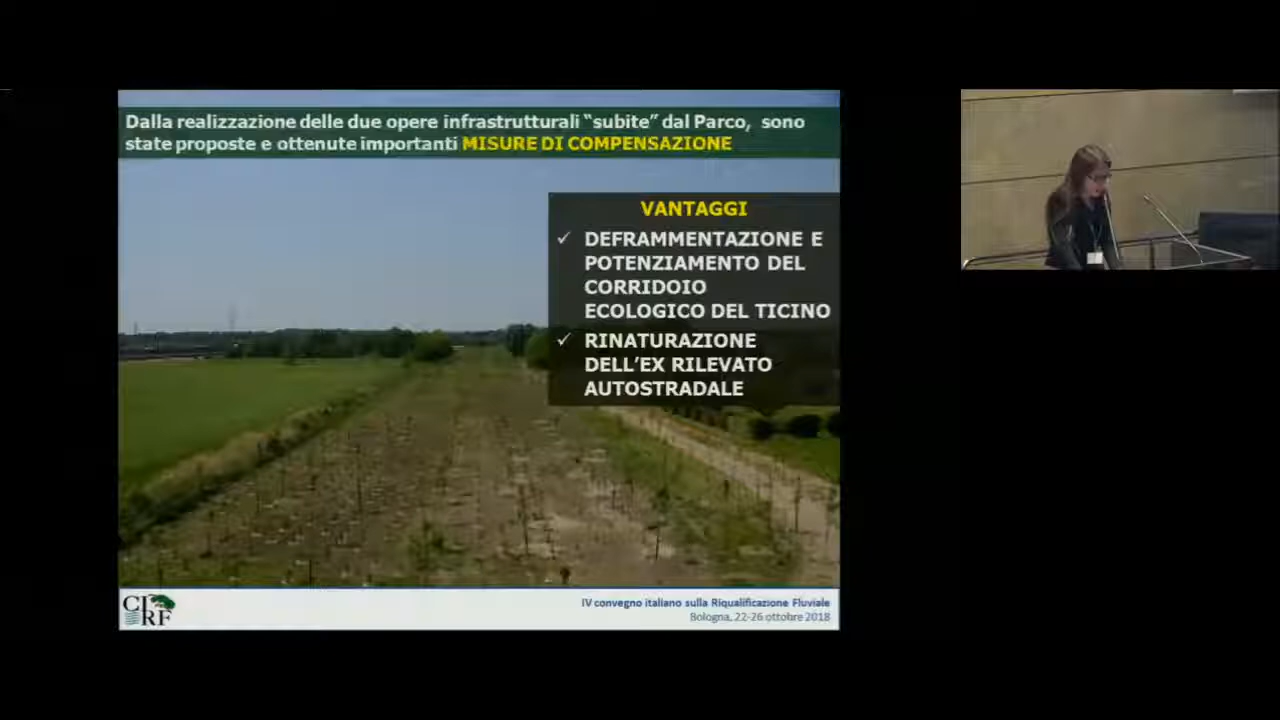 Dalla realizzazione delle due opere infrastrutturali “subite” dal Parco, sono
state proposte e ottenute importanti MISURE DI COMPENSAZIONE
VANTAGGI
✓ DEFRAMMENTAZIONE E
POTENZIAMENTO DEL
CORRIDOIO
ECOLOGICO DEL TICINO
✓ RINATURAZIONE
DELL’EX RILEVATO
AUTOSTRADALE
CIRF
IV convegno italiano sulla Riqualificazione Fluviale
Bologna, 22-26 ottobre 2018